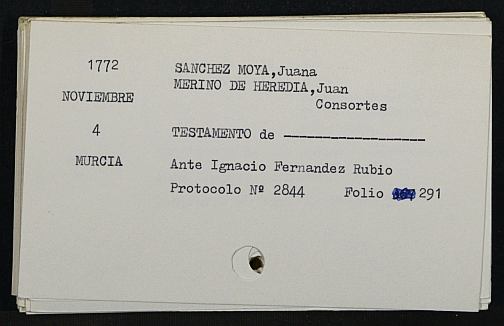 1772
SANCHEZ MOYA,Juana
MERINO DE HEREDIA,Juan
NOVIEMBRE
Consortes
4
TESTAMENTO de ------------------
MURCIA
Ante Ignacio Fernandez Rubio
Protocolo Nº 2844 Folio 291